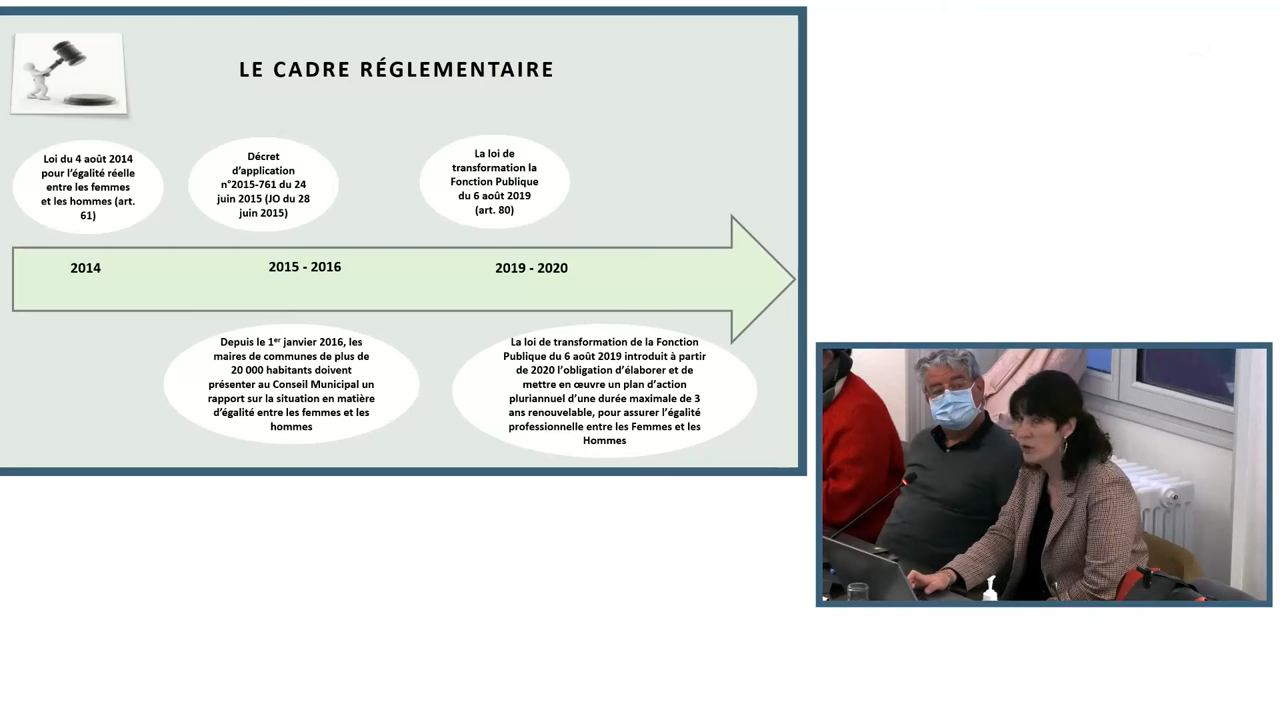 LE CADRE RÉGLEMENTAIRE
Loi du 4 août 2014
pour l'égalité réelle
entre les femmes
et les hommes (art.
61)
Décret
d'application
n°2015-761 du 24
juin 2015 (JO du 28
juin 2015)
La loi de
transformation la
Fonction Publique
du 6 août 2019
(art. 80)
2014
2015 - 2016
2019 - 2020
Depuis le 1er janvier 2016, les
maires de communes de plus de
20 000 habitants doivent
présenter au Conseil Municipal un
rapport sur la situation en matière
d'égalité entre les femmes et les
hommes
La loi de transformation de la Fonction
Publique du 6 août 2019 introduit à partir
de 2020 l'obligation d'élaborer et de
mettre en œuvre un plan d'action
pluriannuel d'une durée maximale de 3
ans renouvelable, pour assurer l'égalité
professionnelle entre les Femmes et les
Hommes